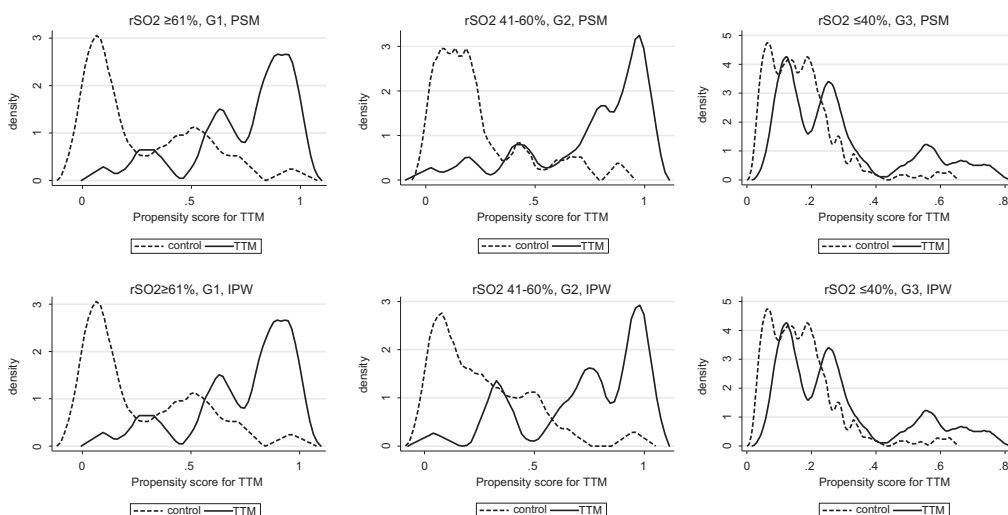 rSO2 ≥61%, G1, PSM
3
2
1
0
density
0 .5 1
Propensity score for TTM
control TTM
rSO2 41-60%, G2, PSM
3
2
1
0
density
0 .5 1
Propensity score for TTM
control TTM
rSO2 ≤40%, G3, PSM
5
4
3
2
1
0
density
0 .2 .4 .6 .8
Propensity score for TTM
control TTM
rSO2≥61%, G1, IPW
3
2
1
0
density
0 .5 1
Propensity score for TTM
control TTM
rSO2 41-60%, G2, IPW
3
2
1
0
density
0 .5 1
Propensity score for TTM
control TTM
rSO2 ≤40%, G3, IPW
5
4
3
2
1
0
density
0 .2 .4 .6 .8
Propensity score for TTM
control TTM